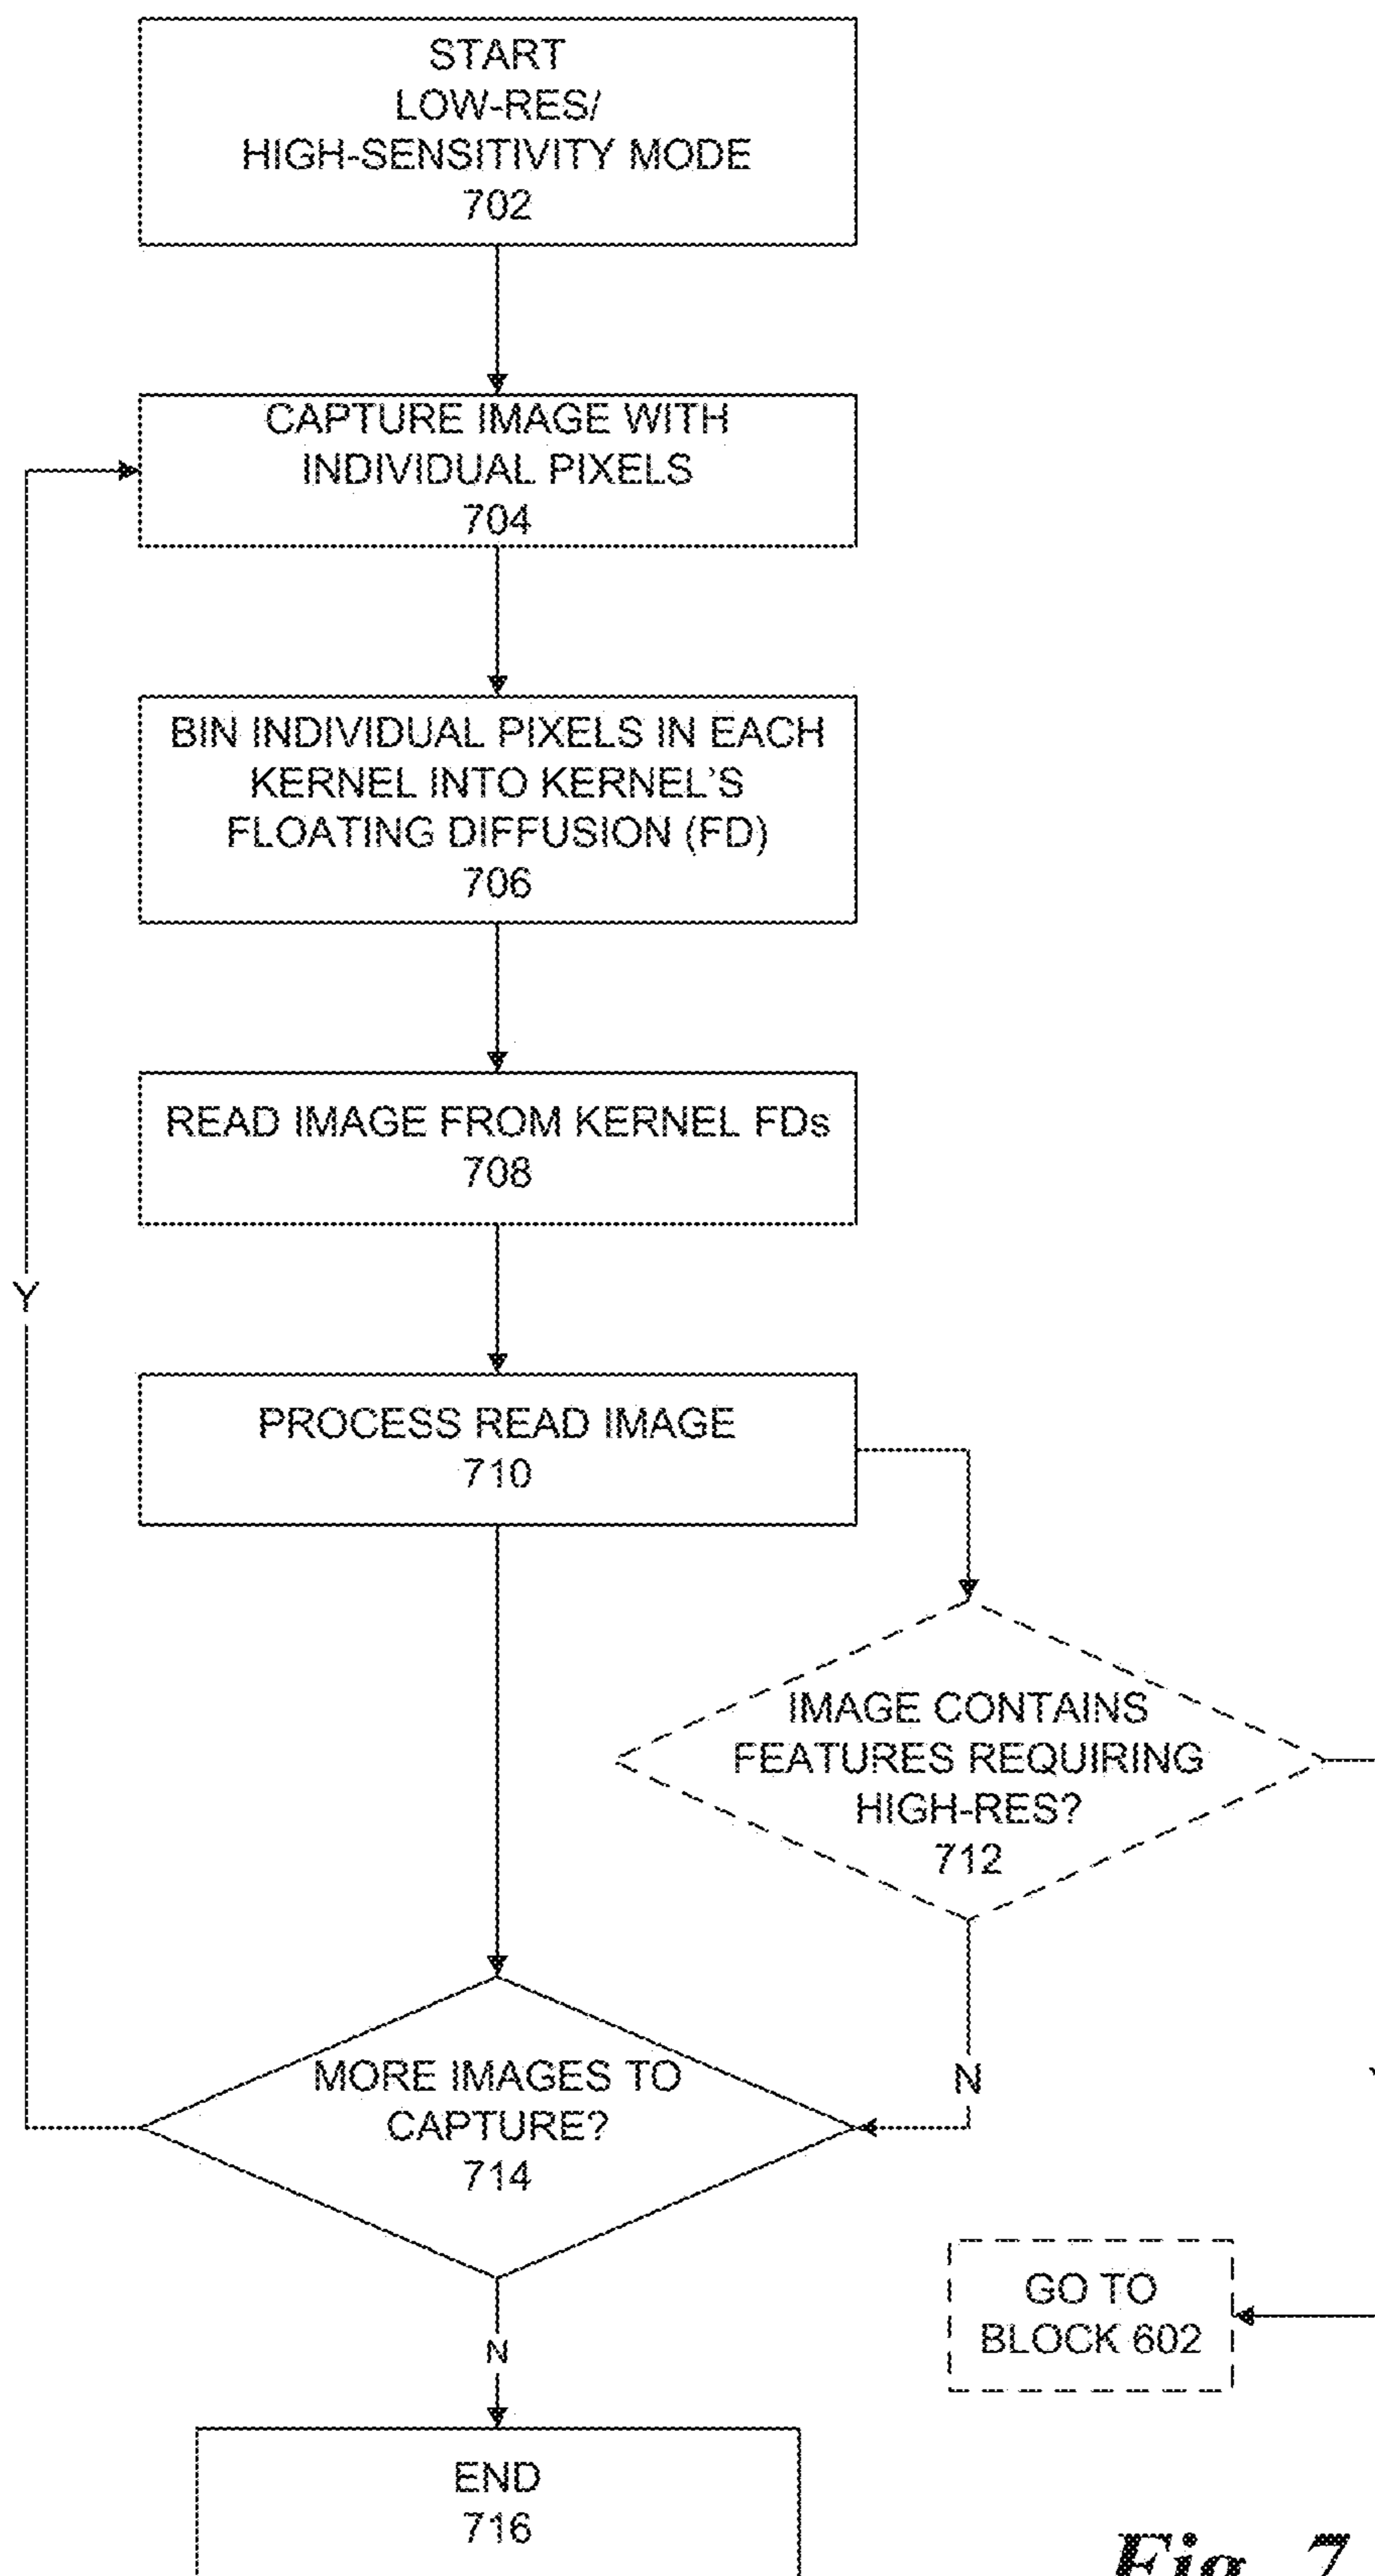 START
LOW-RES/
HIGH-SENSITIVITY MODE
702
CAPTURE IMAGE WITH
INDIVIDUAL PIXELS
704
BIN INDIVIDUAL PIXELS IN EACH
KERNEL INTO KERNEL'S
FLOATING DIFFUSION (FD)
706
READ IMAGE FROM KERNEL FDs
708
Y
PROCESS READ IMAGE
710
IMAGE CONTAINS
FEATURES REQUIRING
HIGH-RES?
712
MORE IMAGES TO
CAPTURE?
714
N
GO TO
BLOCK 602
N
END
716
Fig. 7